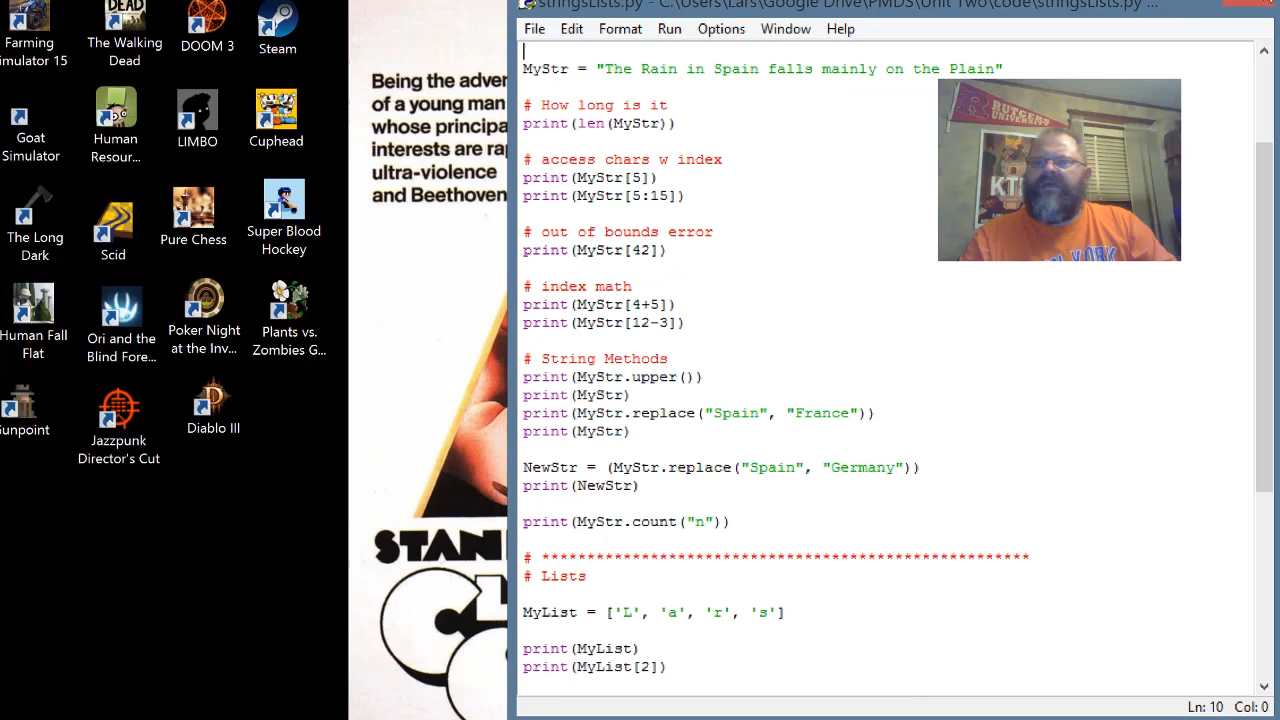 Farming
imulator 15
The Walking
Dead
DEAD
DOOM 3
Steam
Goat
Simulator
Human
Resour...
LIMBO
Cuphead
The Long
Dark
Scid
Pure Chess
Super Blood
Hockey
Human Fall
Flat
Ori and the
Blind Fore...
Poker Night
at the Inv...
Plants vs.
Zombies G...
Gunpoint
Jazzpunk
Director's Cut
Diablo III
Being the adver
of a young man
whose principa
interests are rap
ultra-violence
and Beethoven
STAN
stringsLists.py - C:\Users\Lars\Google Drive\PMDS\Unit Two\code\stringsLists.py ...
File Edit Format Run Options Window Help
MyStr = "The Rain in Spain falls mainly on the Plain"
# How long is it
print(len(MyStr))
# access chars w index
print(MyStr[5])
print(MyStr[5:15])
# out of bounds error
print(MyStr[42])
# index math
print(MyStr[4+5])
print(MyStr[12-3])
# String Methods
print(MyStr.upper())
print(MyStr)
print(MyStr.replace("Spain", "France"))
print(MyStr)
NewStr = (MyStr.replace("Spain", "Germany"))
print(NewStr)
print(MyStr.count("n"))
# ******************************************************
# Lists
MyList = ['L', 'a', 'r', 's']
print(MyList)
print(MyList[2])
Ln: 10 Col: 0
RUTGERS
UNIVERSITY